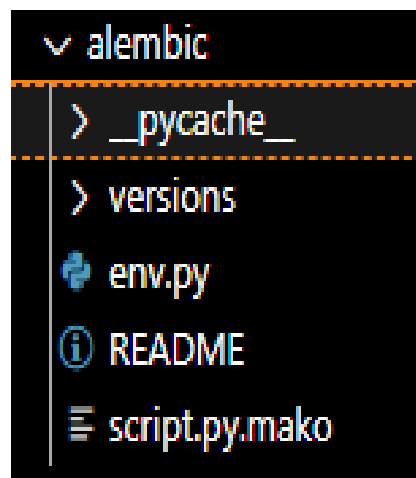 alembic
__pycache__
versions
env.py
README
script.py.mako